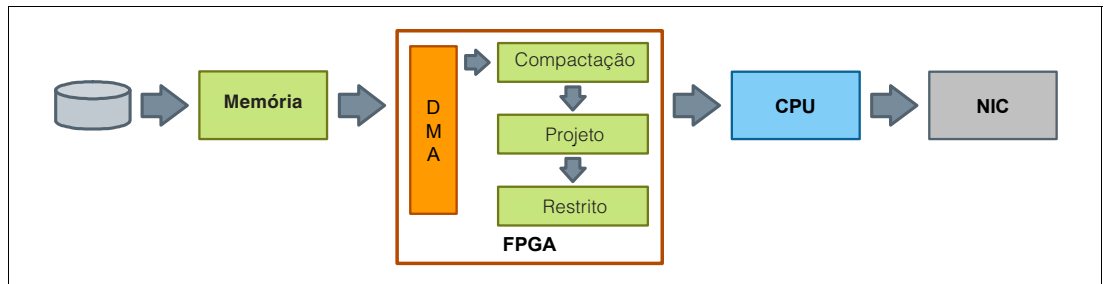 Memória
D
M
A
Compactação
Projeto
Restrito
FPGA
CPU
NIC